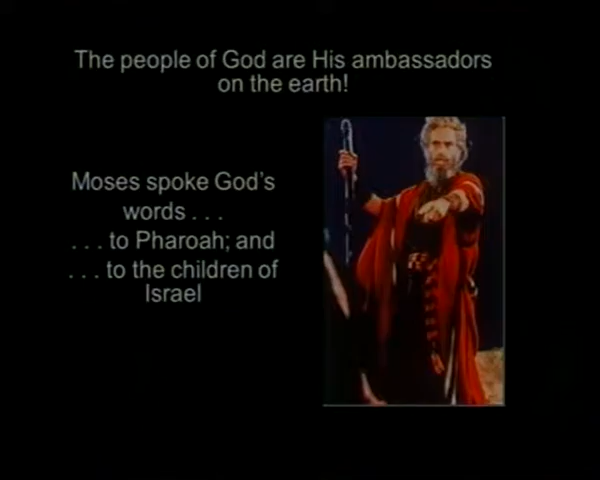 The people of God are His ambassadors
on the earth!
Moses spoke God's
words . . .
. . . to Pharoah; and
. . . to the children of
Israel